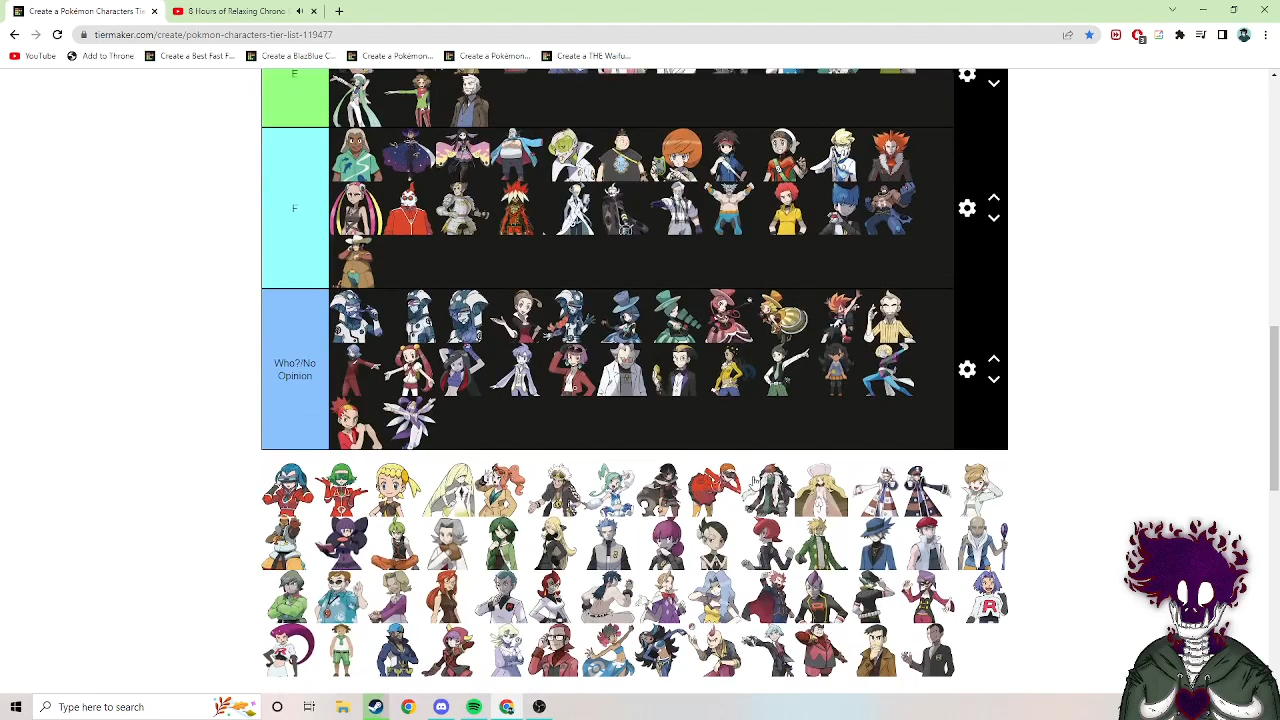 Create a Pokémon Characters Tie
8 Hours of Relaxing Chrono
tiermaker.com/create/pokmon-characters-tier-list-119477
YouTube
Add to Throne
Create a Best Fast F...
Create a BlazBlue C...
Create a Pokémon...
Create a Pokémon...
Create a THE Waifu...
3
E
F
Who?/No
Opinion
R
Type here to search